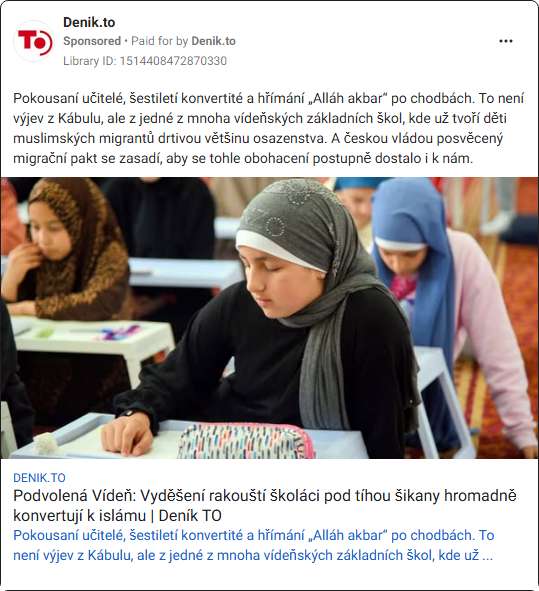 Denik.to
Sponsored • Paid for by Denik.to
Library ID: 1514408472870330
Pokousaní učitelé, šestiletí konvertité a hřímání „Alláh akbar“ po chodbách. To není
výjev z Kábulu, ale z jedné z mnoha vídeňských základních škol, kde už tvoří děti
muslimských migrantů drtivou většinu osazenstva. A českou vládou posvěcený
migrační pakt se zasadí, aby se tohle obohacení postupně dostalo i k nám.
DENIK.TO
Podvolená Vídeň: Vyděšení rakouští školáci pod tíhou šikany hromadně
konvertují k islámu | Deník TO
Pokousaní učitelé, šestiletí konvertité a hřímání „Alláh akbar“ po chodbách. To
není výjev z Kábulu, ale z jedné z mnoha vídeňských základních škol, kde už ...